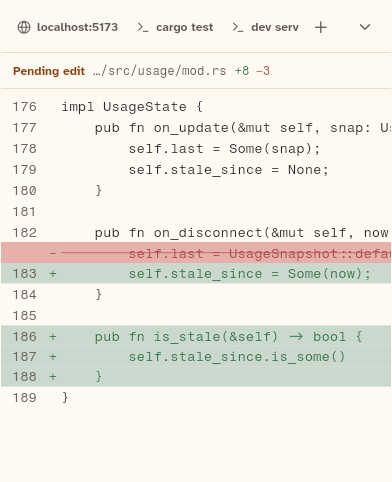 localhost:5173 cargo test dev serv
Pending edit …/src/usage/mod.rs +8 −3
176 impl UsageState {
177 pub fn on_update(&mut self, snap: Us
178 self.last = Some(snap);
179 self.stale_since = None;
180 }
181
182 pub fn on_disconnect(&mut self, now
- self.last = UsageSnapshot::defau
183 + self.stale_since = Some(now);
184 }
185
186 + pub fn is_stale(&self) -> bool {
187 + self.stale_since.is_some()
188 + }
189 }